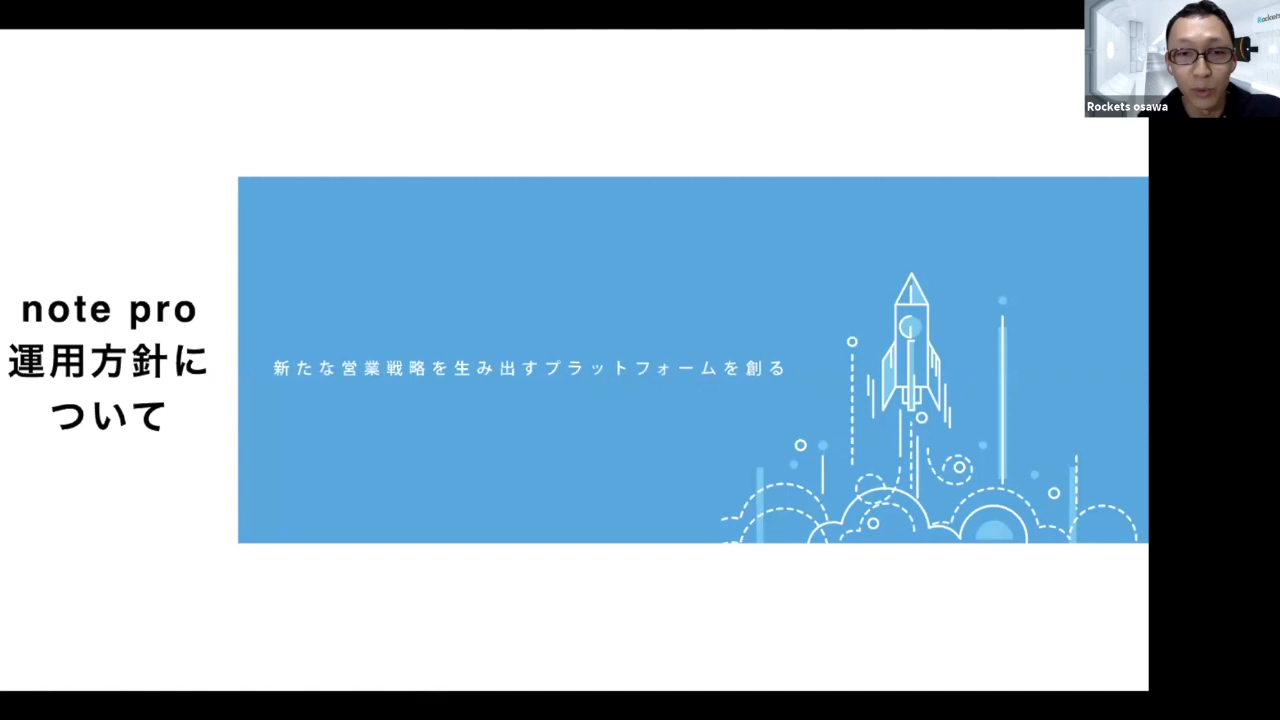 Rockets
Rockets osawa
note pro
運用方針に
ついて
新たな営業戦略を生み出すプラットフォームを創る